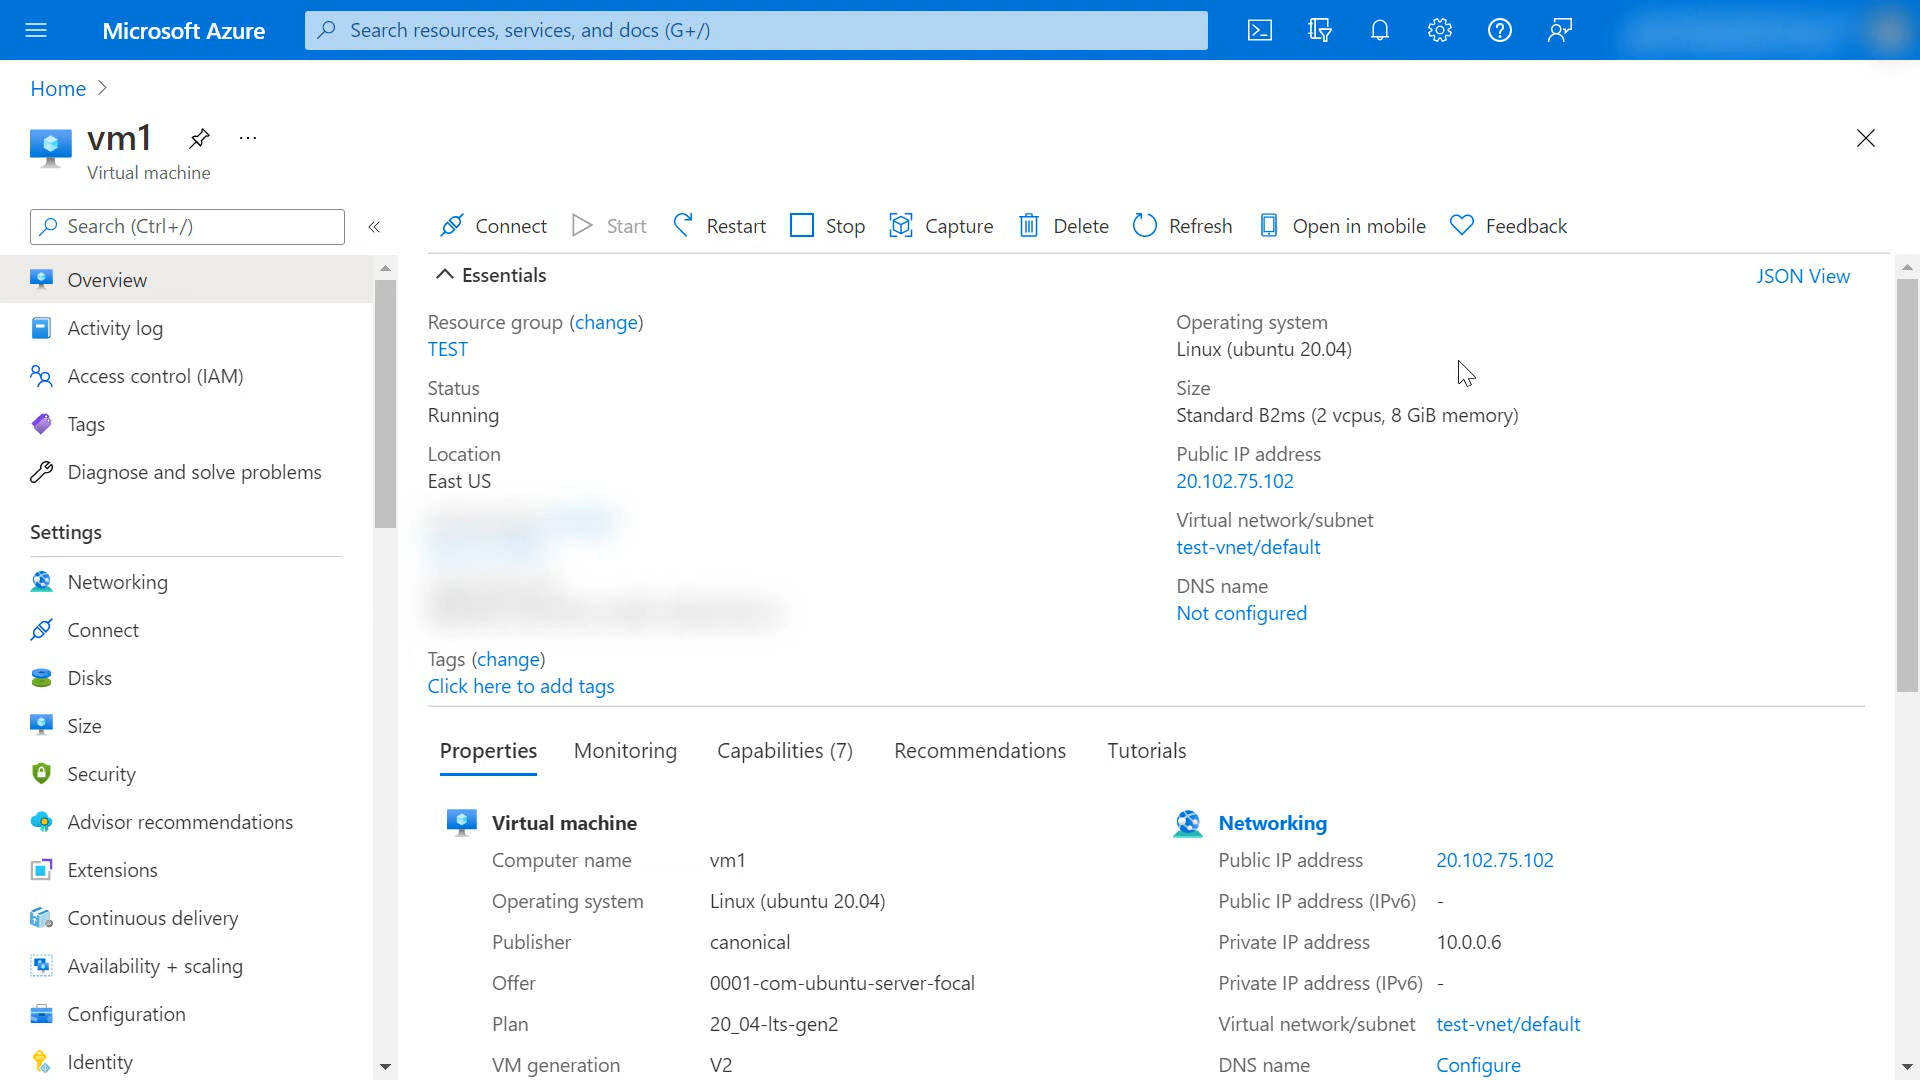 Microsoft Azure
Search resources, services, and docs (G+/)
Home
vm1
Virtual machine
Search (Ctrl+/)
Connect
Start
Restart
Stop
Capture
Delete
Refresh
Open in mobile
Feedback
Overview
Activity log
Access control (IAM)
Tags
Diagnose and solve problems
Settings
Networking
Connect
Disks
Size
Security
Advisor recommendations
Extensions
Continuous delivery
Availability + scaling
Configuration
Identity
Essentials
JSON View
Resource group (change)
TEST
Status
Running
Location
East US
Tags (change)
Click here to add tags
Operating system
Linux (ubuntu 20.04)
Size
Standard B2ms (2 vcpus, 8 GiB memory)
Public IP address
20.102.75.102
Virtual network/subnet
test-vnet/default
DNS name
Not configured
Properties
Monitoring
Capabilities (7)
Recommendations
Tutorials
Virtual machine
Computer name vm1
Operating system Linux (ubuntu 20.04)
Publisher canonical
Offer 0001-com-ubuntu-server-focal
Plan 20_04-lts-gen2
VM generation V2
Networking
Public IP address 20.102.75.102
Public IP address (IPv6) -
Private IP address 10.0.0.6
Private IP address (IPv6) -
Virtual network/subnet test-vnet/default
DNS name Configure